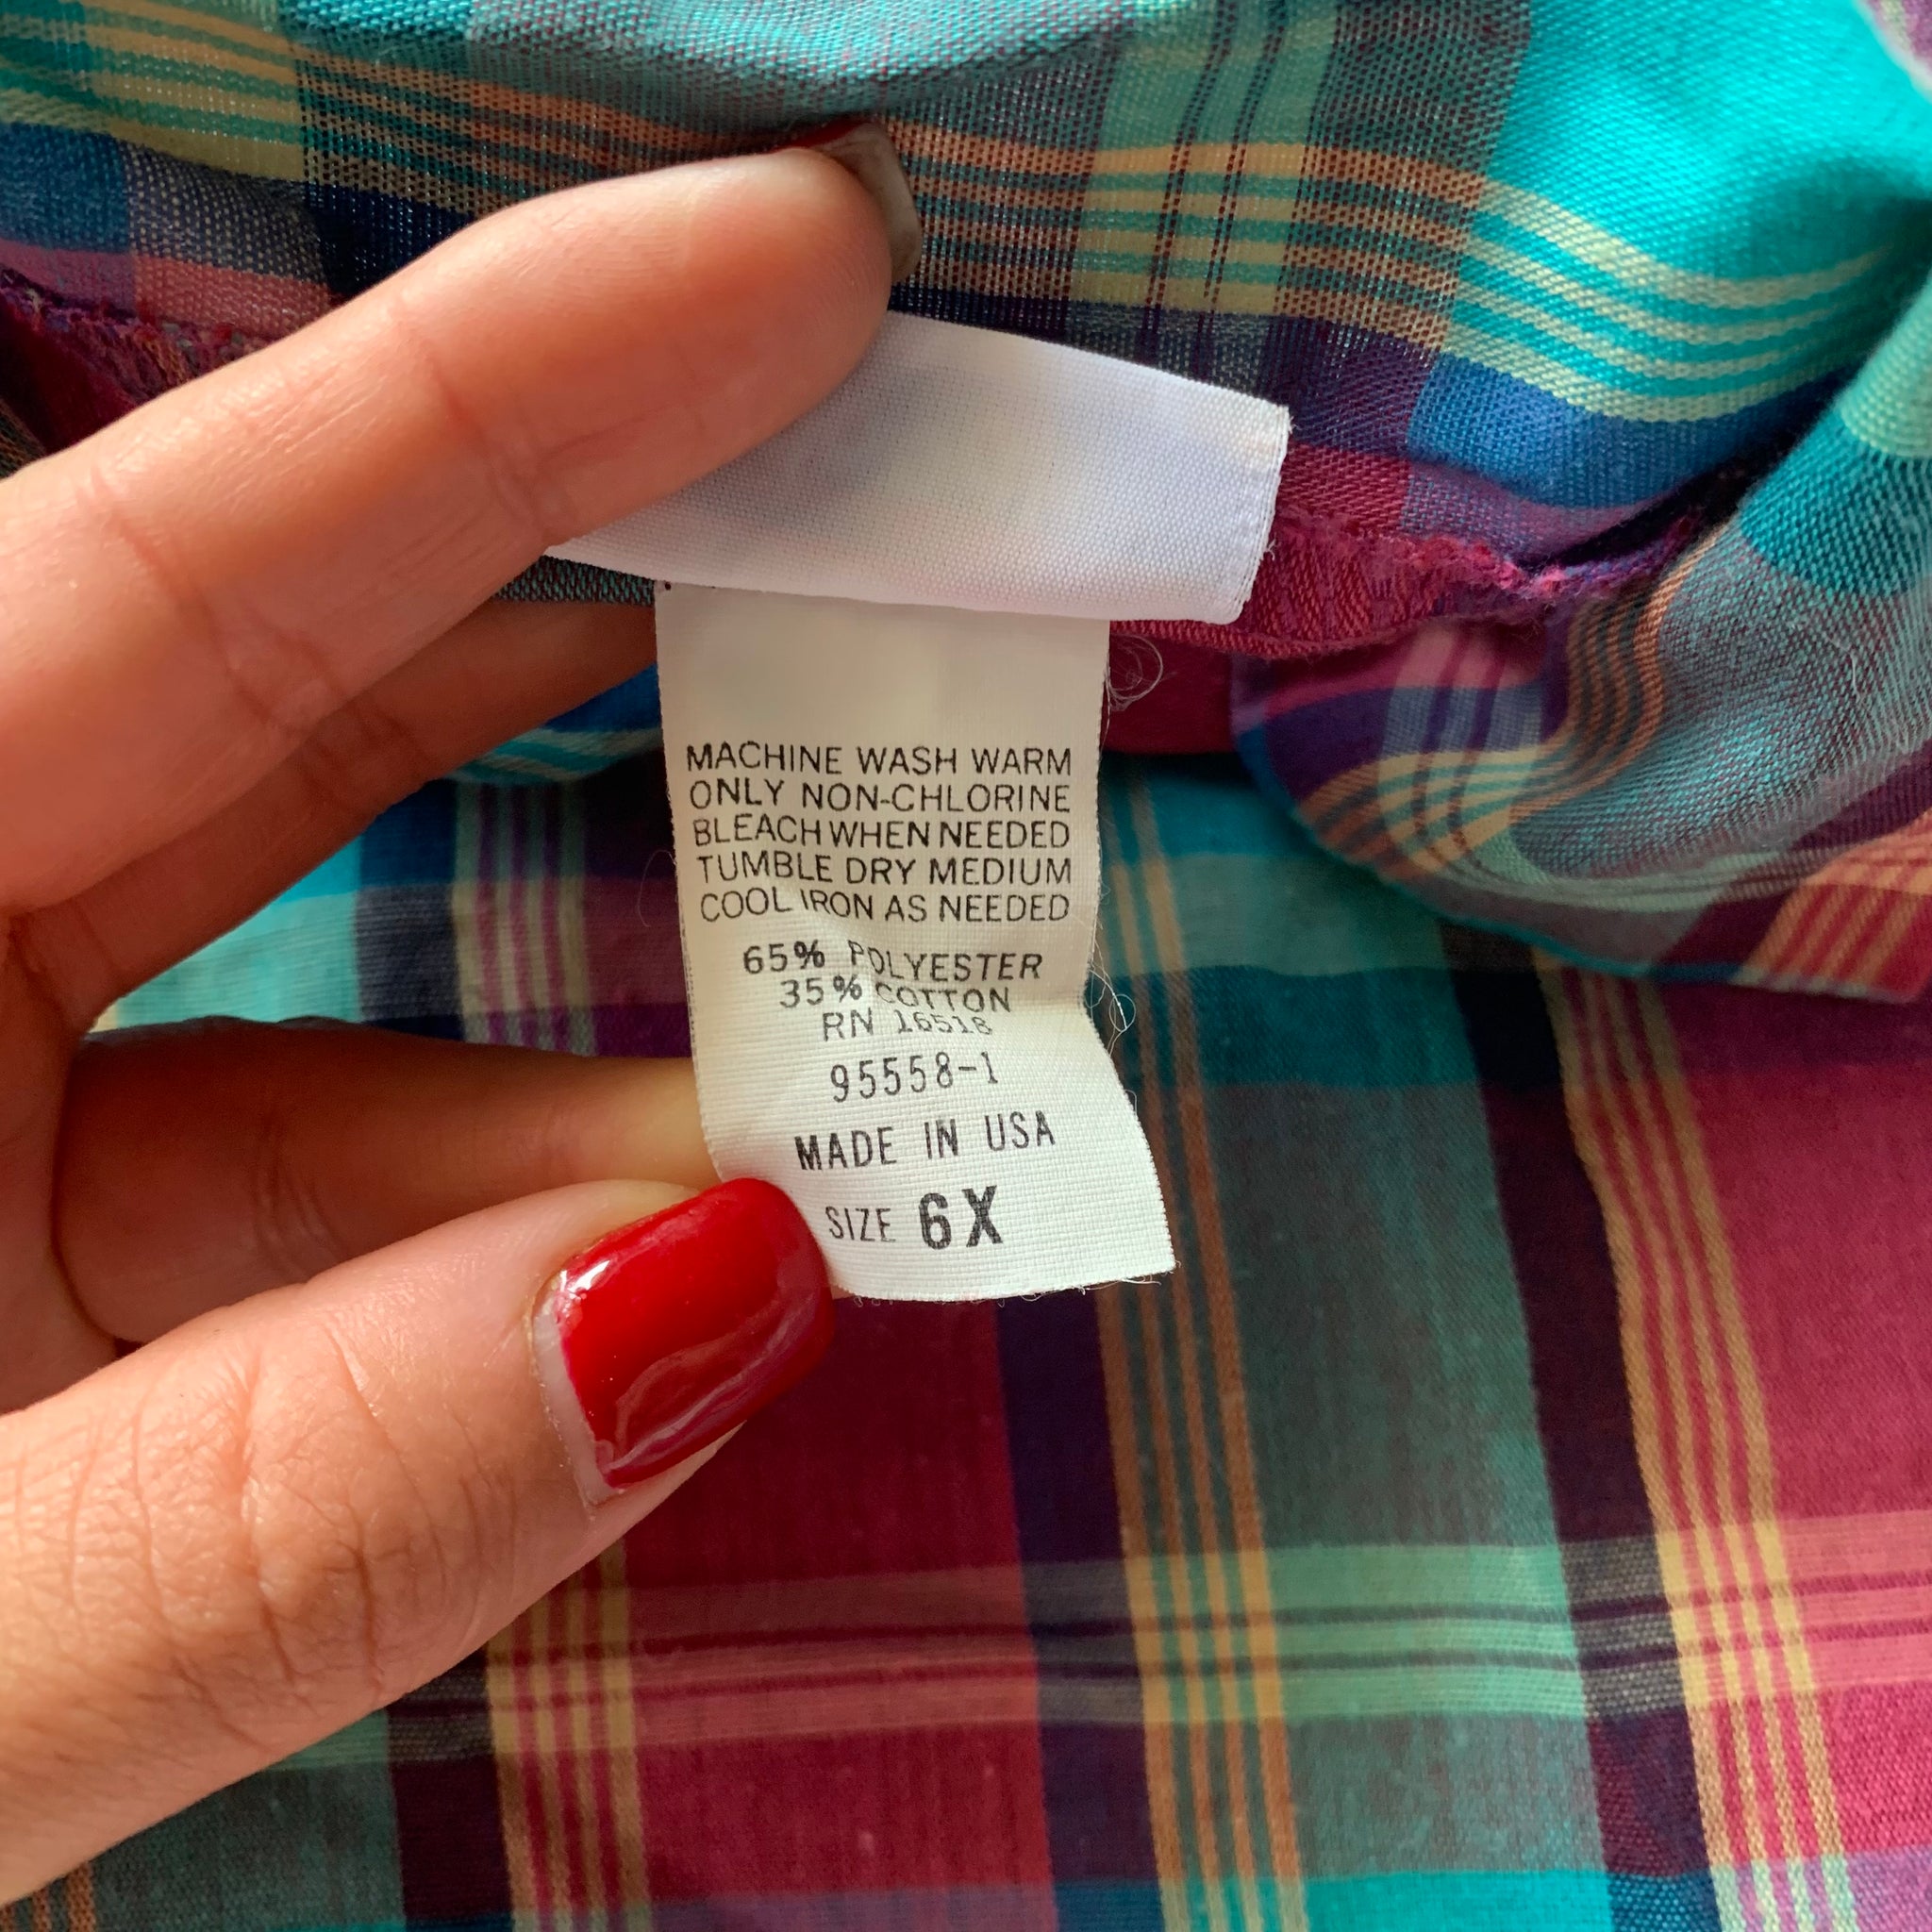 MACHINE WASH WARM
ONLY NON-CHLORINE
BLEACH WHEN NEEDED
TUMBLE DRY MEDIUM
COOL IRON AS NEEDED
65% POLYESTER
35% COTTON
RN 16518
95558-1
MADE IN USA
SIZE 6X